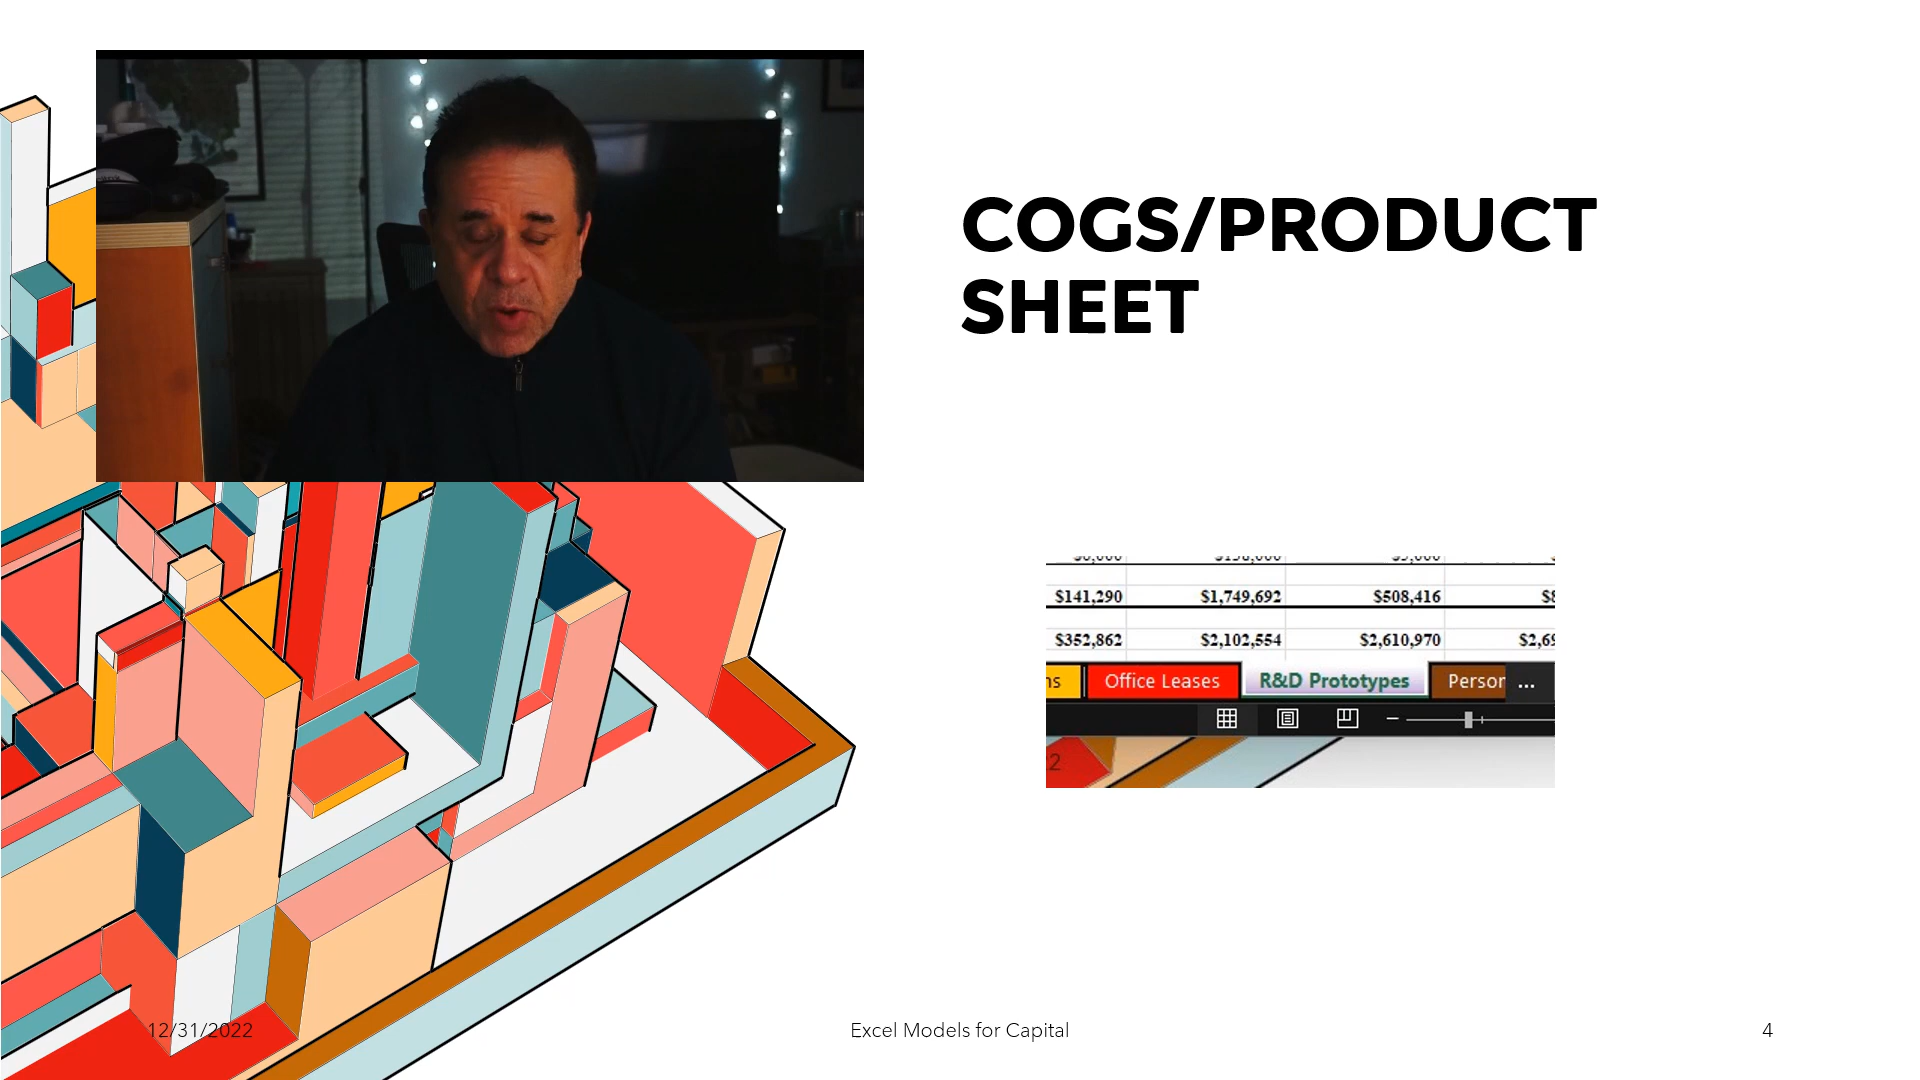 COGS/PRODUCT
SHEET
$141,290 $1,749,692 $508,416
$352,862 $2,102,554 $2,610,970
Office Leases R&D Prototypes ...
12/31/2022 Excel Models for Capital 4